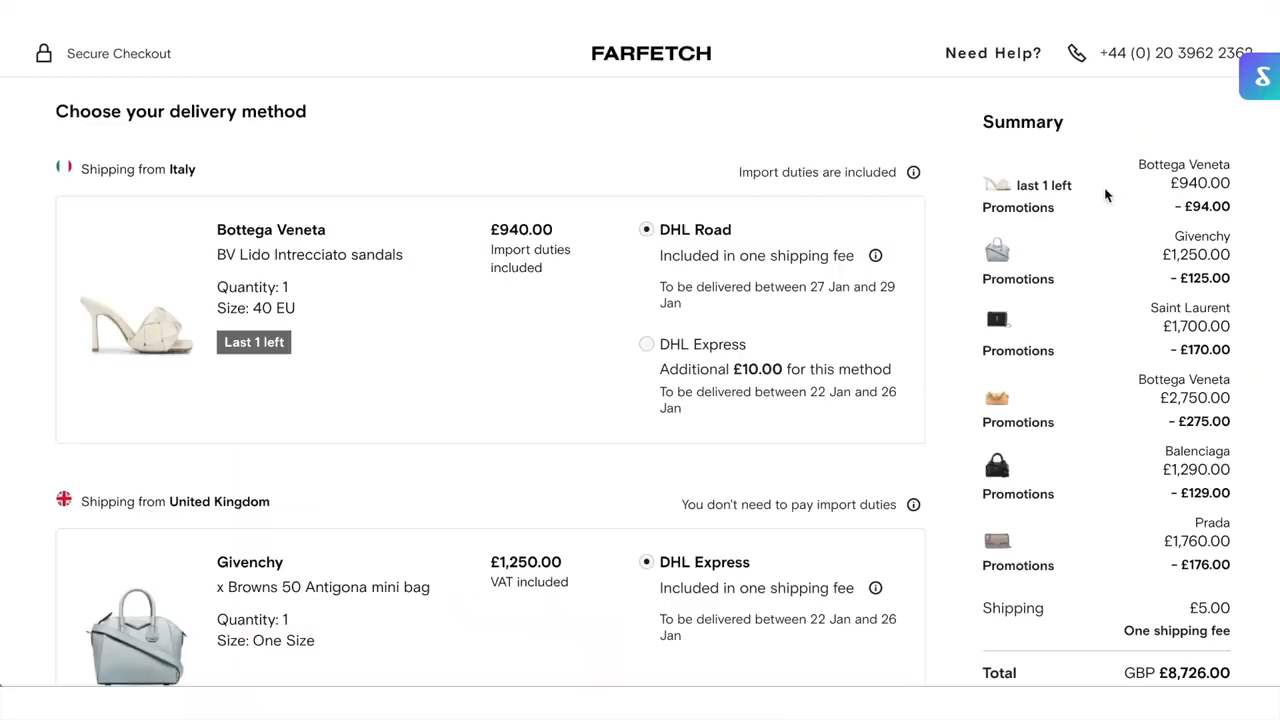 Secure Checkout
FARFETCH
Need Help?
+44 (0) 20 3962 2362
Choose your delivery method
Shipping from Italy
Import duties are included
Bottega Veneta
BV Lido Intrecciato sandals
Quantity: 1
Size: 40 EU
Last 1 left
£940.00
Import duties
included
DHL Road
Included in one shipping fee
To be delivered between 27 Jan and 29
Jan
DHL Express
Additional £10.00 for this method
To be delivered between 22 Jan and 26
Jan
Shipping from United Kingdom
You don't need to pay import duties
Givenchy
x Browns 50 Antigona mini bag
Quantity: 1
Size: One Size
£1,250.00
VAT included
DHL Express
Included in one shipping fee
To be delivered between 22 Jan and 26
Jan
Summary
Bottega Veneta
last 1 left £940.00
Promotions - £94.00
Givenchy
£1,250.00
Promotions - £125.00
Saint Laurent
£1,700.00
Promotions - £170.00
Bottega Veneta
£2,750.00
Promotions - £275.00
Balenciaga
£1,290.00
Promotions - £129.00
Prada
£1,760.00
Promotions - £176.00
Shipping £5.00
One shipping fee
Total GBP £8,726.00